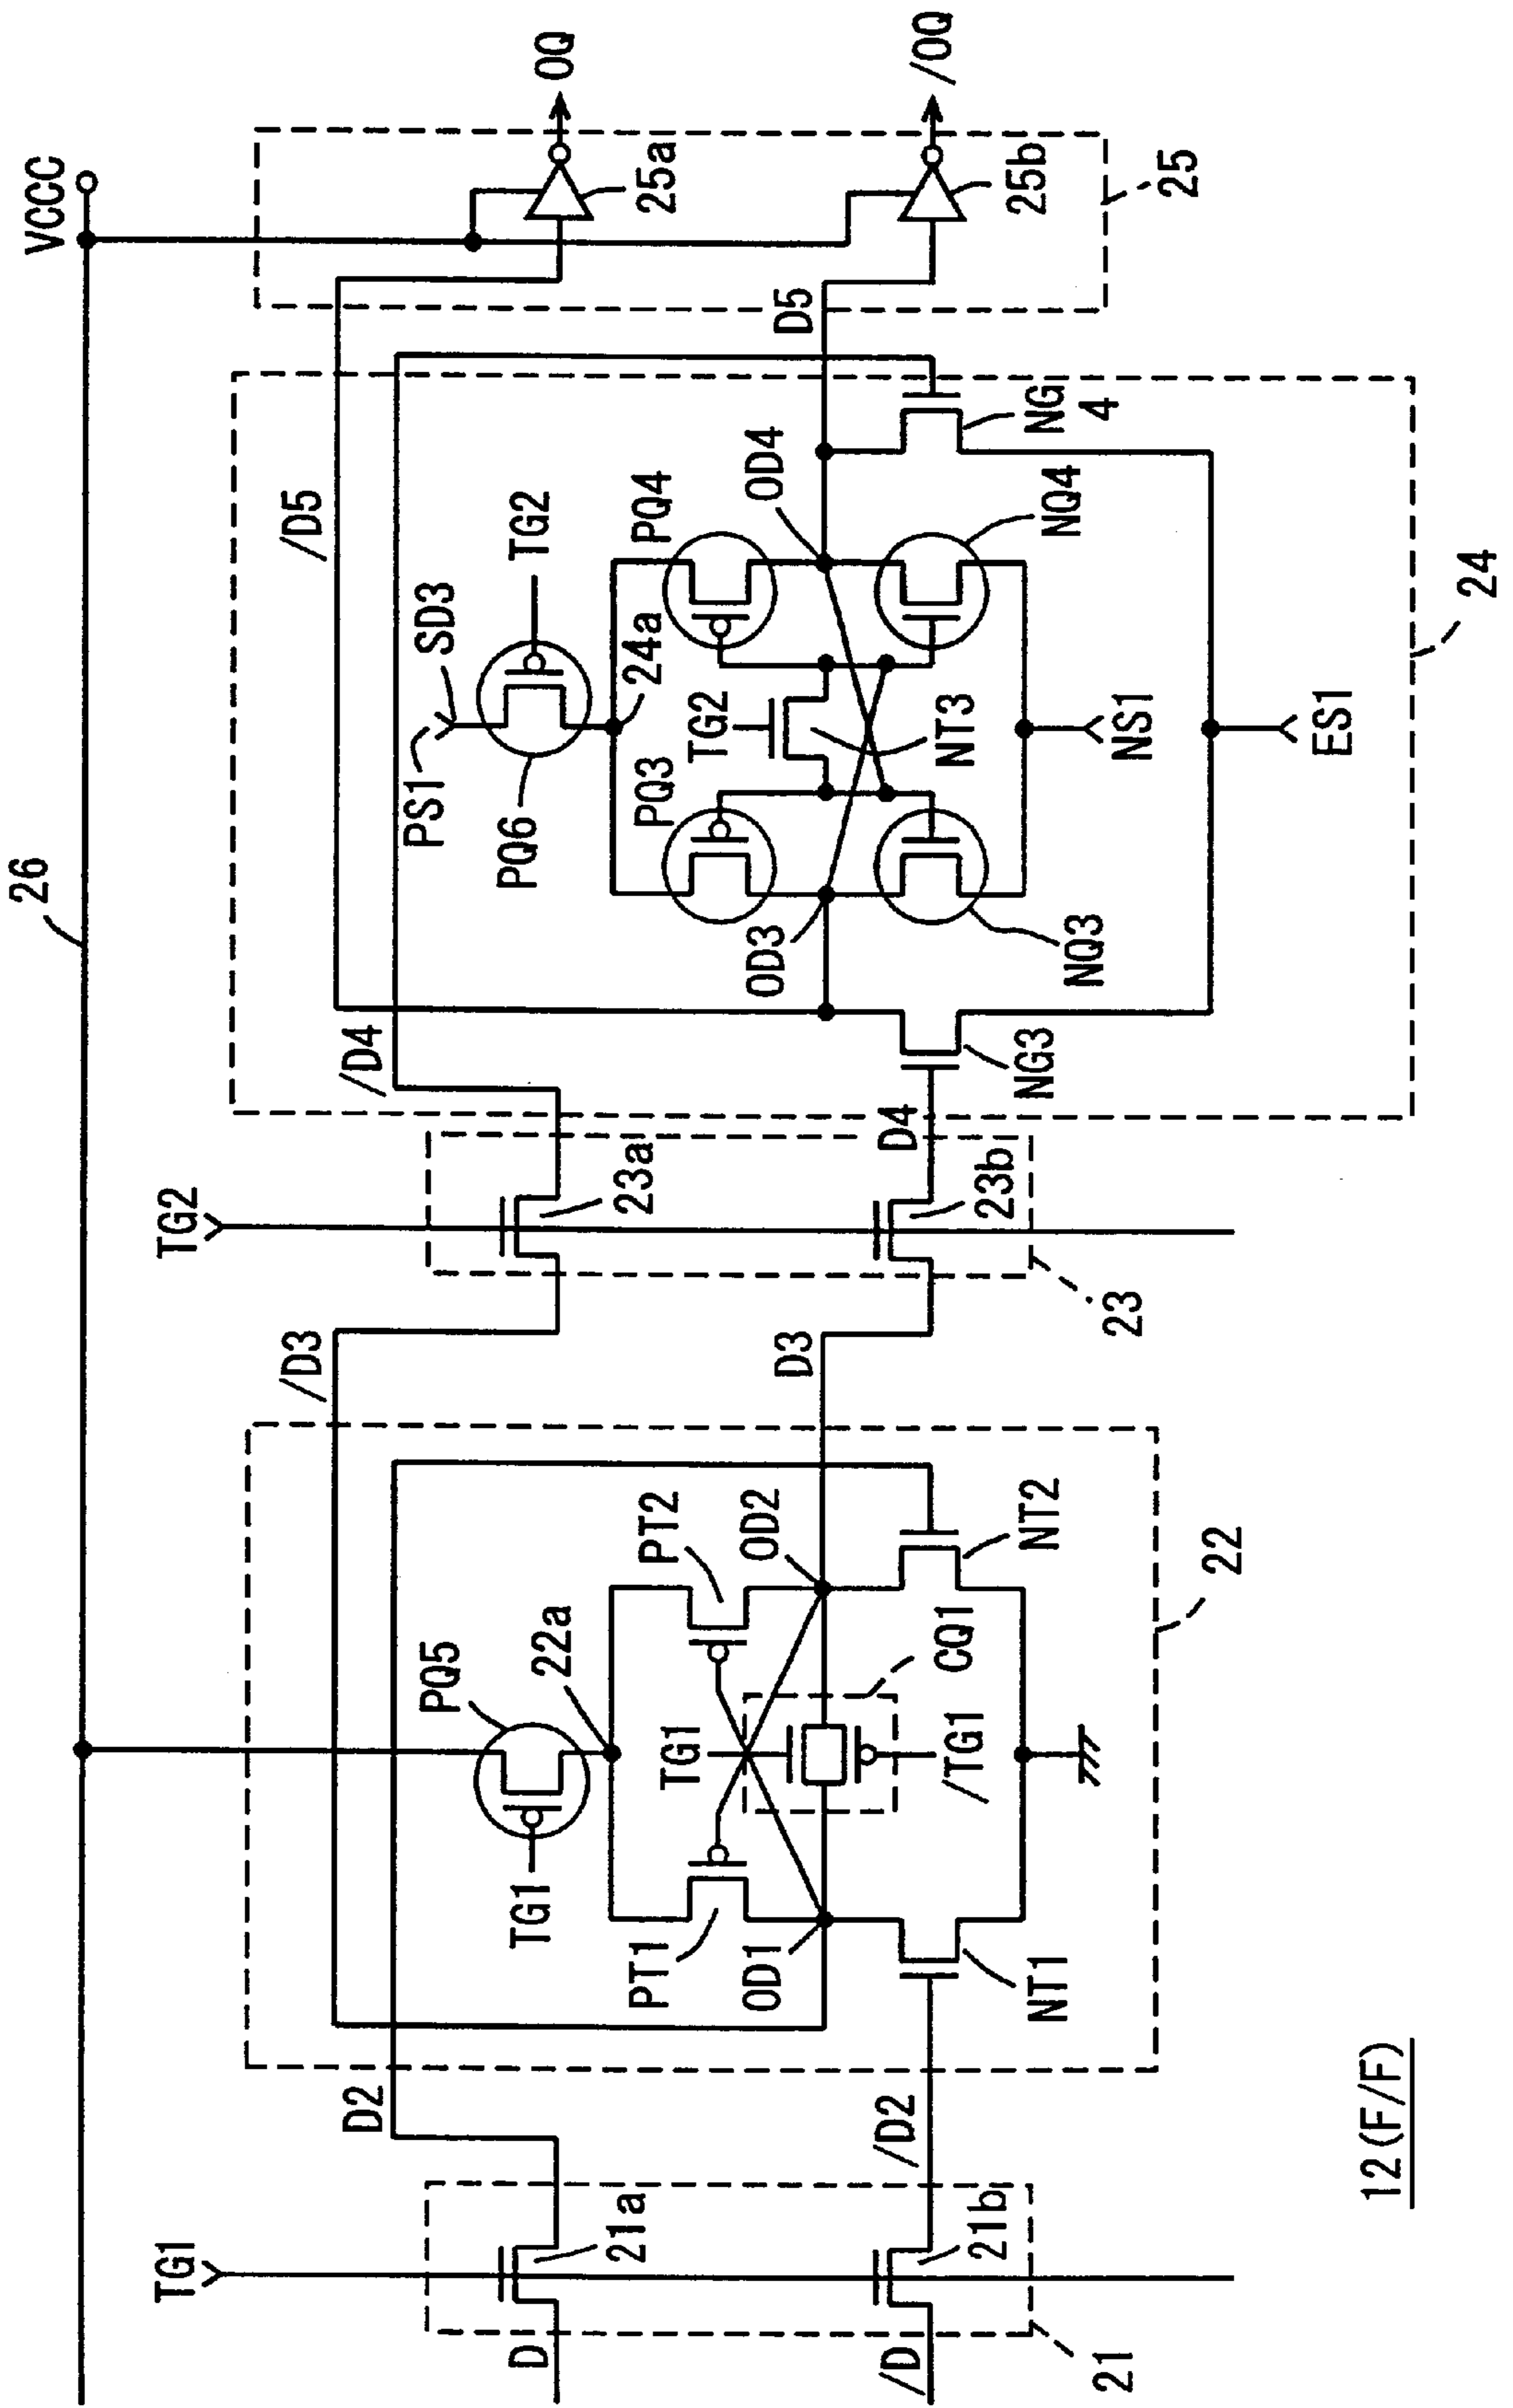 26
VCCC
TG1
D
/D
21a
21b
21
D2
/D2
22
PQ5
TG1
22a
PT1
PT2
OD1
OD2
TG1
/TG1
CQ1
NT1
NT2
/D3
D3
TG2
23a
23b
23
/D4
D4
24
PS1
SD3
PQ6
TG2
24a
PQ3
PQ4
TG2
NT3
OD3
OD4
NQ3
NQ4
NG3
NG
4
NS1
ES1
/D5
D5
25a
25b
25
OQ
/OQ
12(F/F)